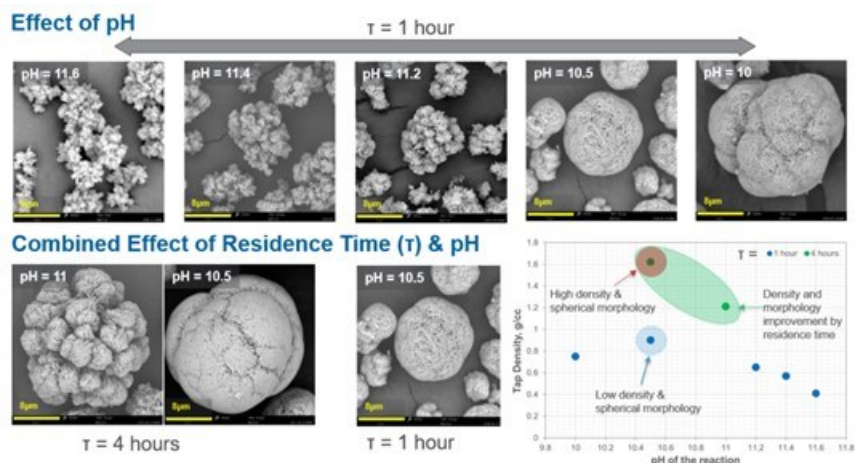 Effect of pH
τ = 1 hour
pH = 11.6
pH = 11.4
pH = 11.2
pH = 10.5
pH = 10
8μm
8μm
8μm
8μm
Combined Effect of Residence Time (τ) & pH
pH = 11
pH = 10.5
pH = 10.5
8μm
8μm
8μm
τ = 4 hours
τ = 1 hour
τ =
1 hour
4 hours
Tap Density, g/cc
1.8
1.6
1.4
1.2
1
0.8
0.6
0.4
0.2
0
High density &
spherical morphology
Density and
morphology
improvement by
residence time
Low density &
spherical morphology
9.8
10
10.2
10.4
10.6
10.8
11
11.2
11.4
11.6
11.8
pH of the reaction